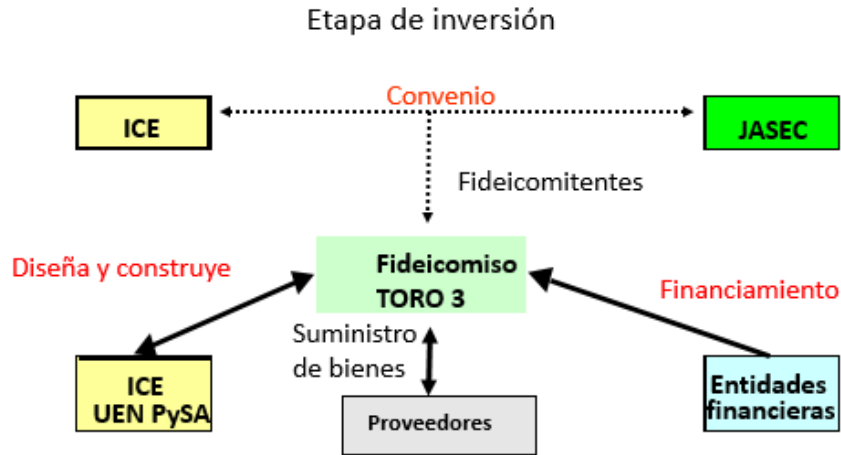 Etapa de inversión
Convenio
ICE
JASEC
Fideicomitentes
Diseña y construye
Fideicomiso
TORO 3
Financiamiento
Suministro
de bienes
ICE
UEN PySA
Proveedores
Entidades
financieras